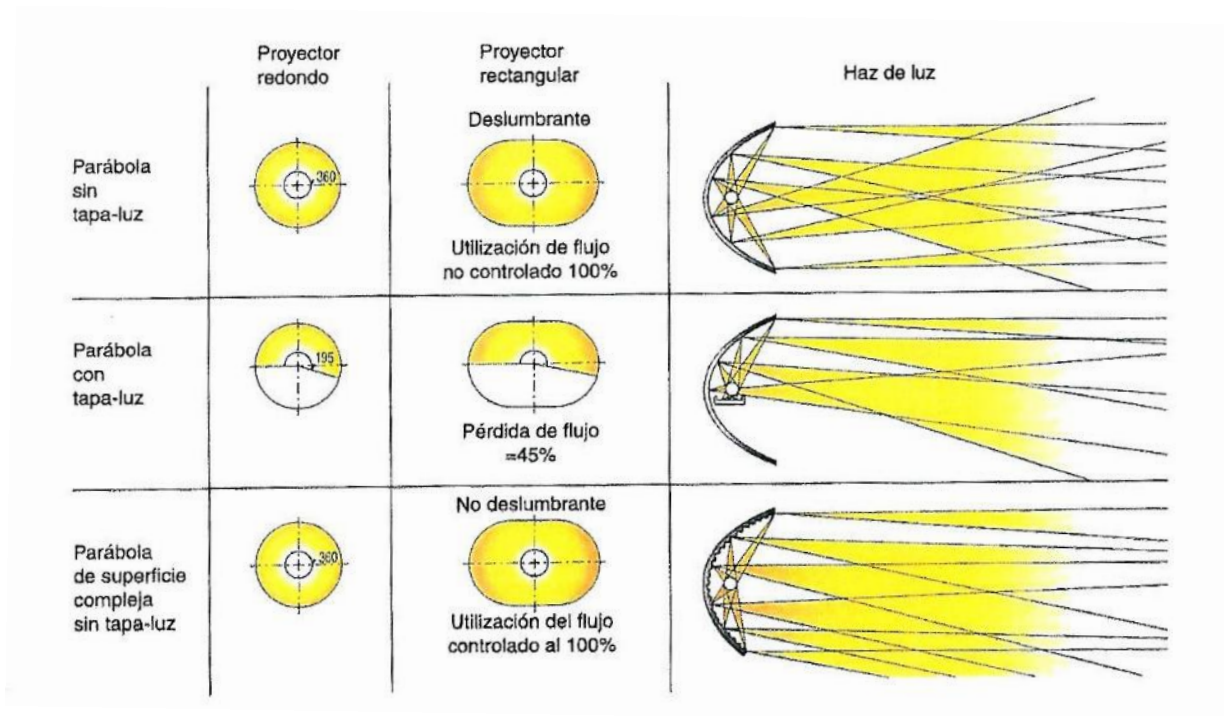 Proyector
redondo
Proyector
rectangular
Haz de luz
Parábola
sin
tapa-luz
360
Deslumbrante
Utilización de flujo
no controlado 100%
Parábola
con
tapa-luz
195
Pérdida de flujo
=45%
Parábola
de superficie
compleja
sin tapa-luz
360
No deslumbrante
Utilización del flujo
controlado al 100%